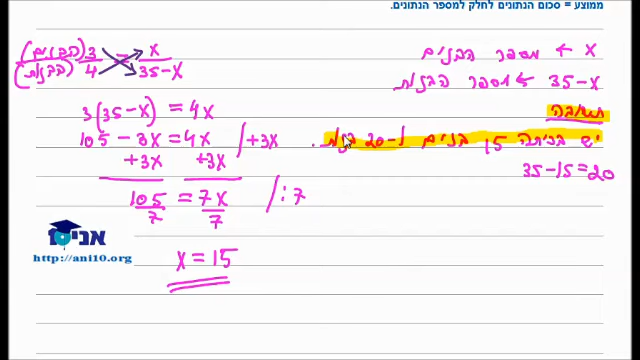 ממוצע = סכום הנתונים לחלק למספר הנתונים.
x ← מספר הבנים
35-x ← מספר הבנות
(הבנים) 3 / (הבנות) 4 = x / 35-x
3(35-x) = 4x
105-3x = 4x /+3x
+3x +3x
105/7 = 7x/7 /:7
x = 15
תשובה
יש בכיתה 15 בנים ו-20 בנות.
35-15=20
אני10
http://ani10.org